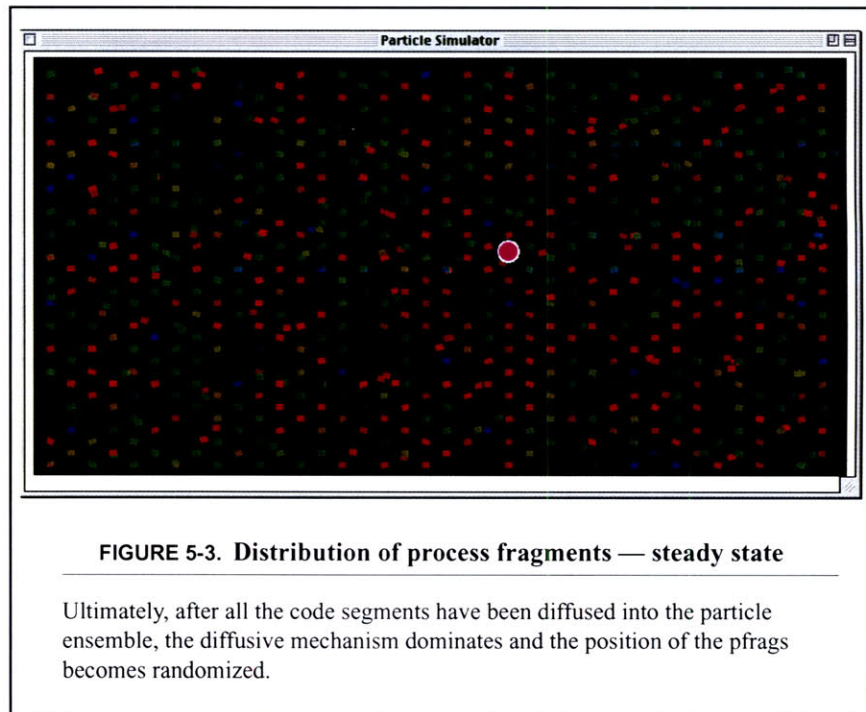 Particle Simulator
FIGURE 5-3. Distribution of process fragments — steady state
Ultimately, after all the code segments have been diffused into the particle
ensemble, the diffusive mechanism dominates and the position of the pfrags
becomes randomized.